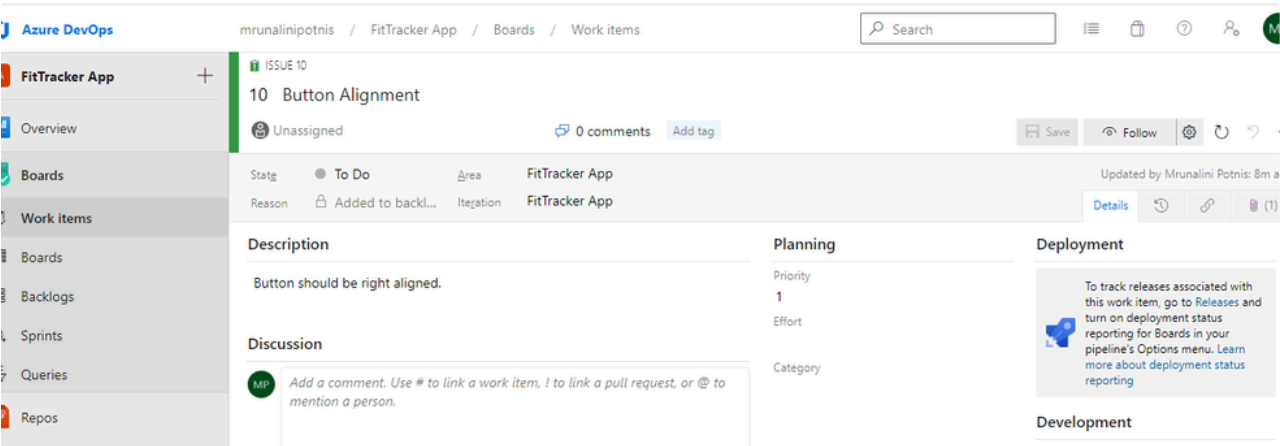 Azure DevOps
mrunalinipotnis / FitTracker App / Boards / Work items
Search
FitTracker App
Overview
Boards
Work items
Boards
Backlogs
Sprints
Queries
Repos
ISSUE 10
10 Button Alignment
Unassigned
0 comments
Add tag
Save
Follow
State
To Do
Area
FitTracker App
Updated by Mrunalini Potnis: 8m a
Reason
Added to backl...
Iteration
FitTracker App
Details
(1)
Description
Button should be right aligned.
Discussion
MP
Add a comment. Use # to link a work item, ! to link a pull request, or @ to
mention a person.
Planning
Priority
1
Effort
Category
Deployment
To track releases associated with
this work item, go to Releases and
turn on deployment status
reporting for Boards in your
pipeline's Options menu. Learn
more about deployment status
reporting
Development